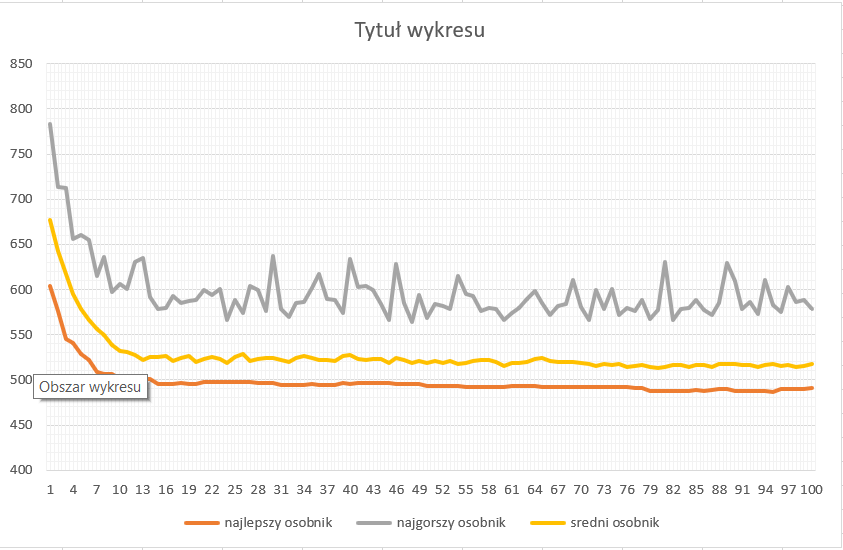 Tytuł wykresu
850
800
750
700
650
600
550
500
450
400
Obszar wykresu
1 4 7 10 13 16 19 22 25 28 31 34 37 40 43 46 49 52 55 58 61 64 67 70 73 76 79 82 85 88 91 94 97 100
najlepszy osobnik najgorszy osobnik sredni osobnik